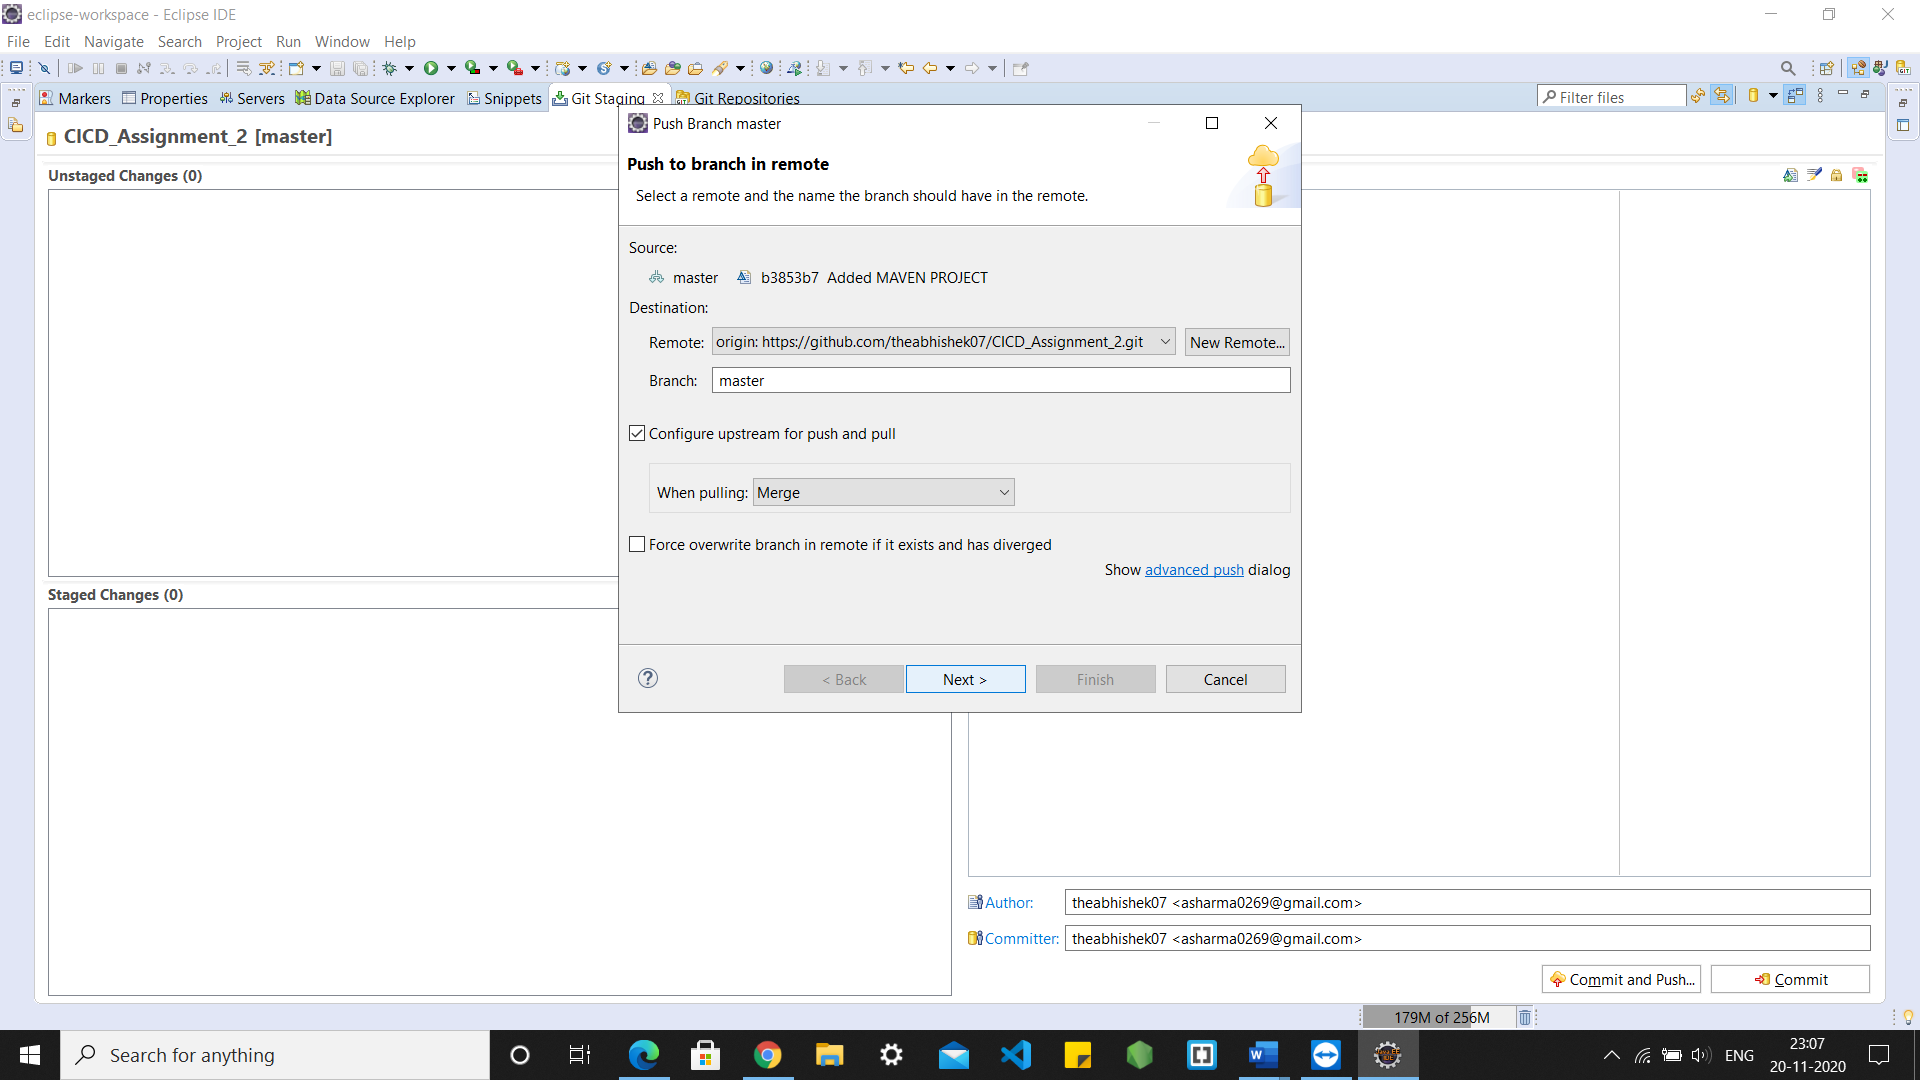 eclipse-workspace - Eclipse IDE
File Edit Navigate Search Project Run Window Help
Markers Properties Servers Data Source Explorer Snippets Git Staging Git Repositories Filter files
CICD_Assignment_2 [master]
Unstaged Changes (0)
Staged Changes (0)
Push Branch master
Push to branch in remote
Select a remote and the name the branch should have in the remote.
Source:
master b3853b7 Added MAVEN PROJECT
Destination:
Remote: origin: https://github.com/theabhishek07/CICD_Assignment_2.git New Remote...
Branch: master
Configure upstream for push and pull
When pulling: Merge
Force overwrite branch in remote if it exists and has diverged
Show advanced push dialog
< Back Next > Finish Cancel
Author: theabhishek07 <asharma0269@gmail.com>
Committer: theabhishek07 <asharma0269@gmail.com>
Commit and Push... Commit
179M of 256M
Search for anything
ENG
23:07
20-11-2020